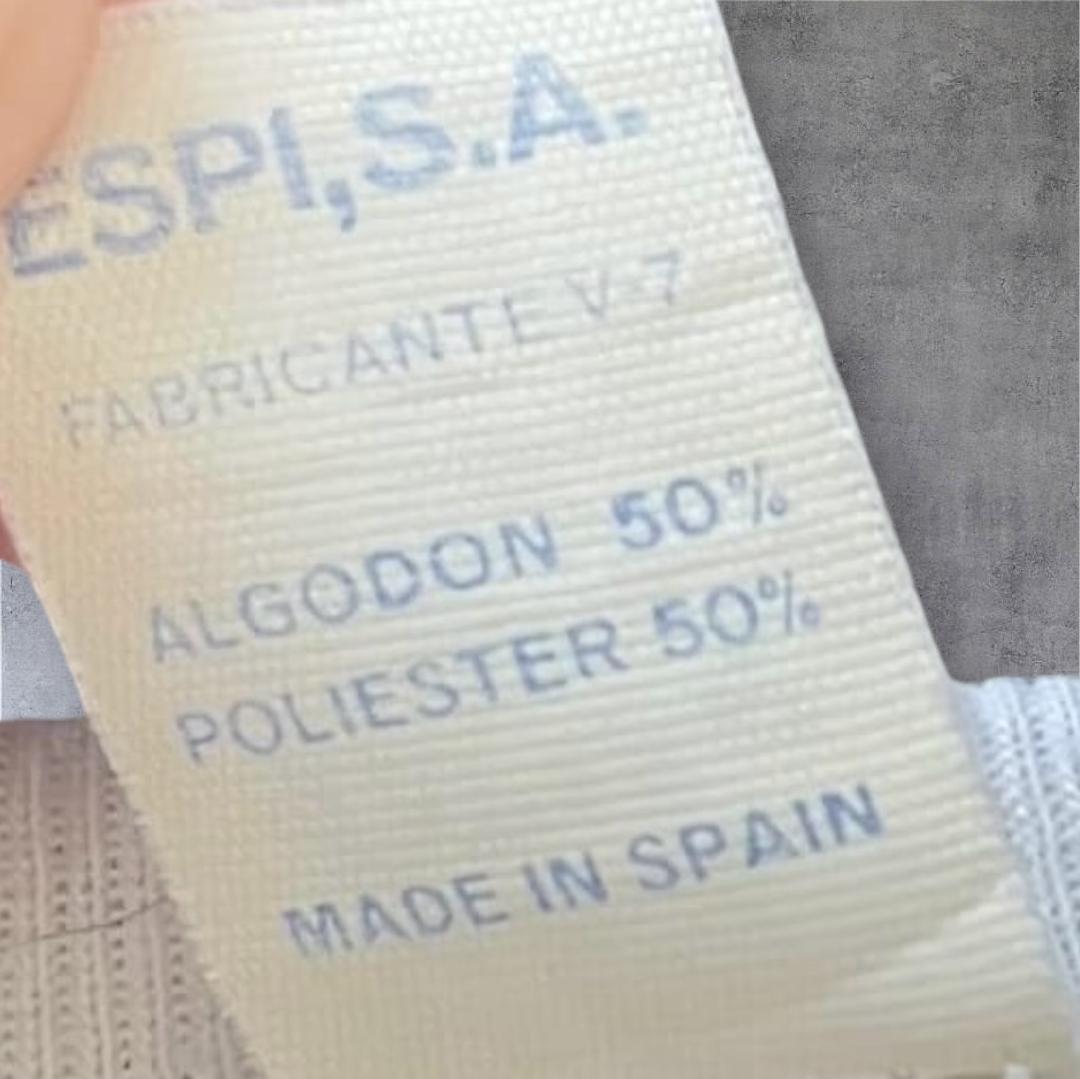 ESPI,S.A.
FABRICANTE V-7
ALGODON 50%
POLIESTER 50%
MADE IN SPAIN